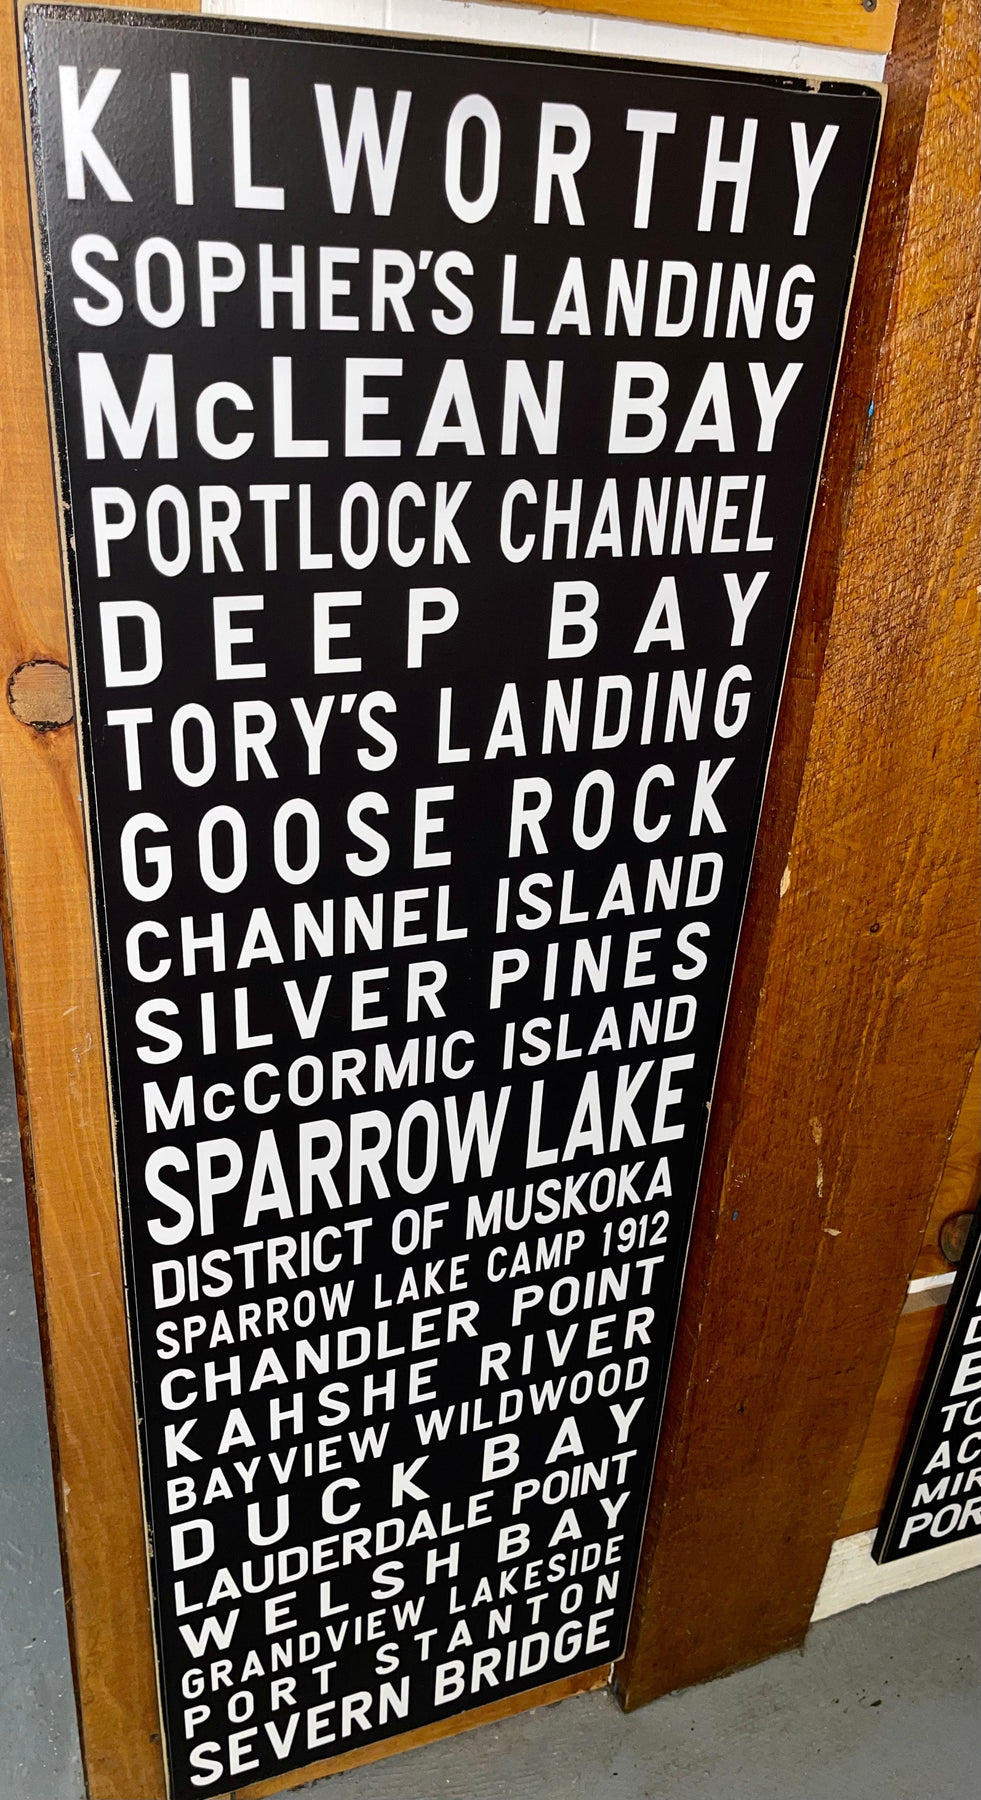 KILWORTHY
SOPHER'S LANDING
McLEAN BAY
PORTLOCK CHANNEL
DEEP BAY
TORY'S LANDING
GOOSE ROCK
CHANNEL ISLAND
SILVER PINES
McCORMIC ISLAND
SPARROW LAKE
DISTRICT OF MUSKOKA
SPARROW LAKE CAMP 1912
CHANDLER POINT
KAHSHE RIVER
BAYVIEW WILDWOOD
DUCK BAY
LAUDERDALE POINT
WELSH BAY
GRANDVIEW LAKESIDE
PORT STANTON
SEVERN BRIDGE